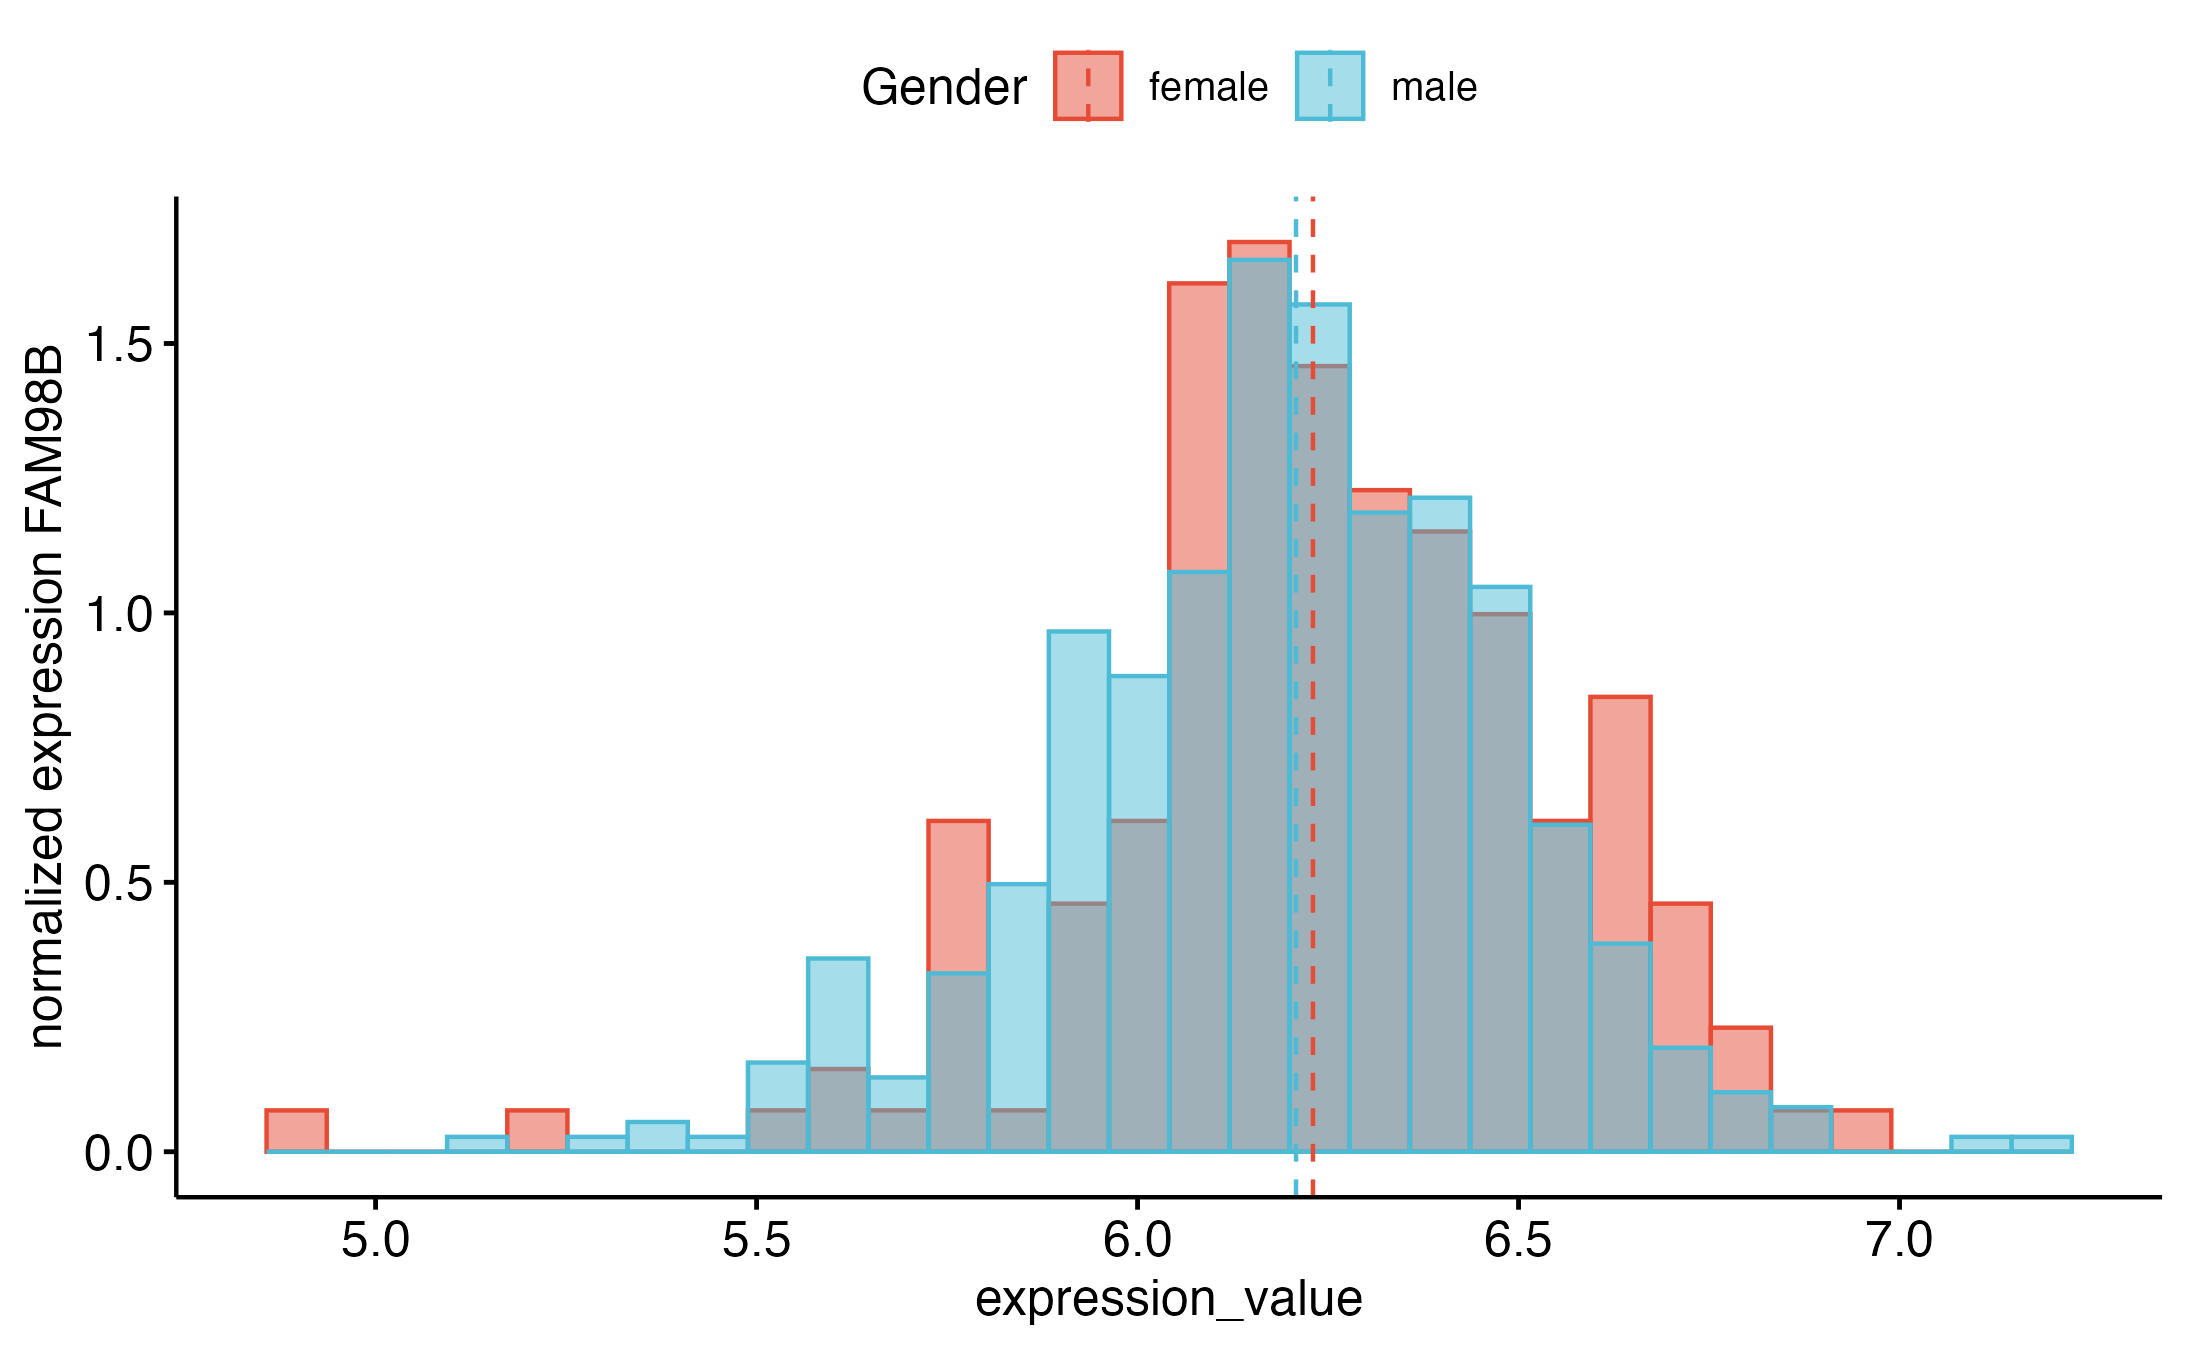 Gender female male
normalized expression FAM98B
1.5
1.0
0.5
0.0
5.0 5.5 6.0 6.5 7.0
expression_value